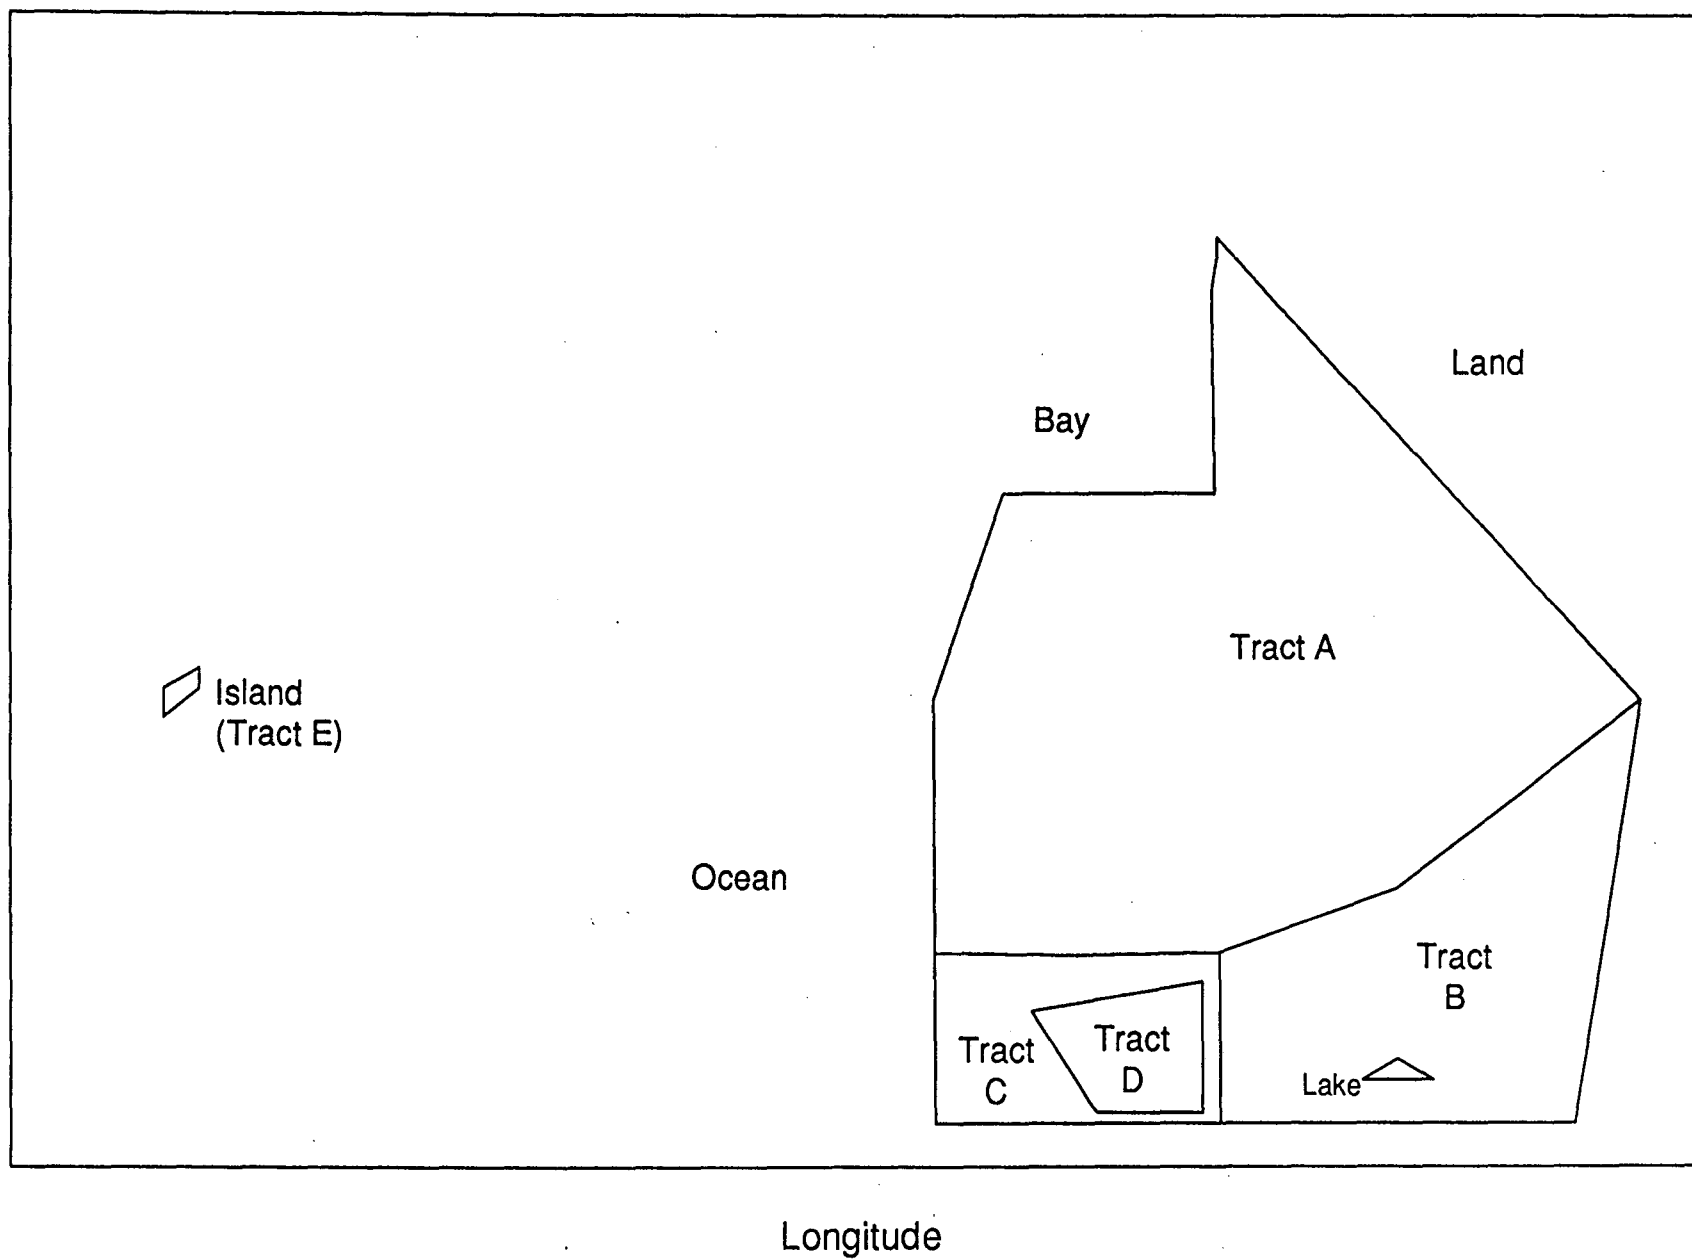 Land
Bay
Tract A
Island
(Tract E)
Ocean
Tract
B
Tract
C
Tract
D
Lake
Longitude